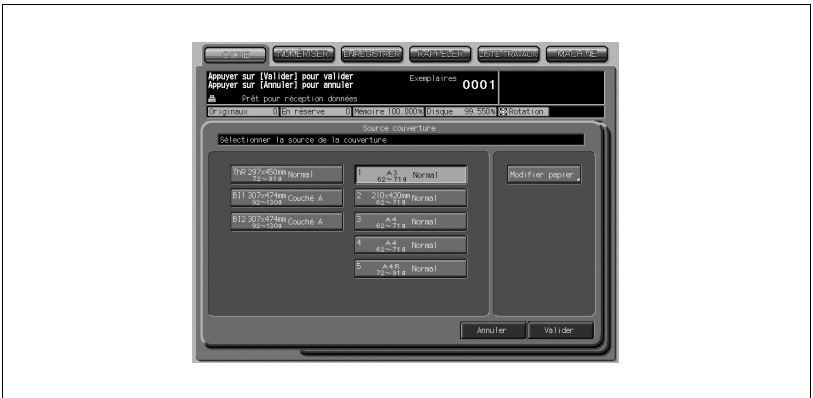 COPIE NUMÉRISER ENREGISTRER RAPPELER LISTE TRAVAUX MACHINE
Appuyer sur [Valider] pour valider
Appuyer sur [Annuler] pour annuler
Exemplaires 0001
Prêt pour réception données
Originaux 0 En réserve 0 Mémoire 100.000% Disque 99.550% Rotation
Source couverture
Sélectionner la source de la couverture
ThR 297x450mm Normal
72~91g
BI1 307x474mm Couché A
92~130g
BI2 307x474mm Couché A
92~130g
1 A3 Normal
62~71g
2 210x420mm Normal
62~71g
3 A4 Normal
62~71g
4 A4 Normal
62~71g
5 A4R Normal
72~91g
Modifier papier
Annuler Valider